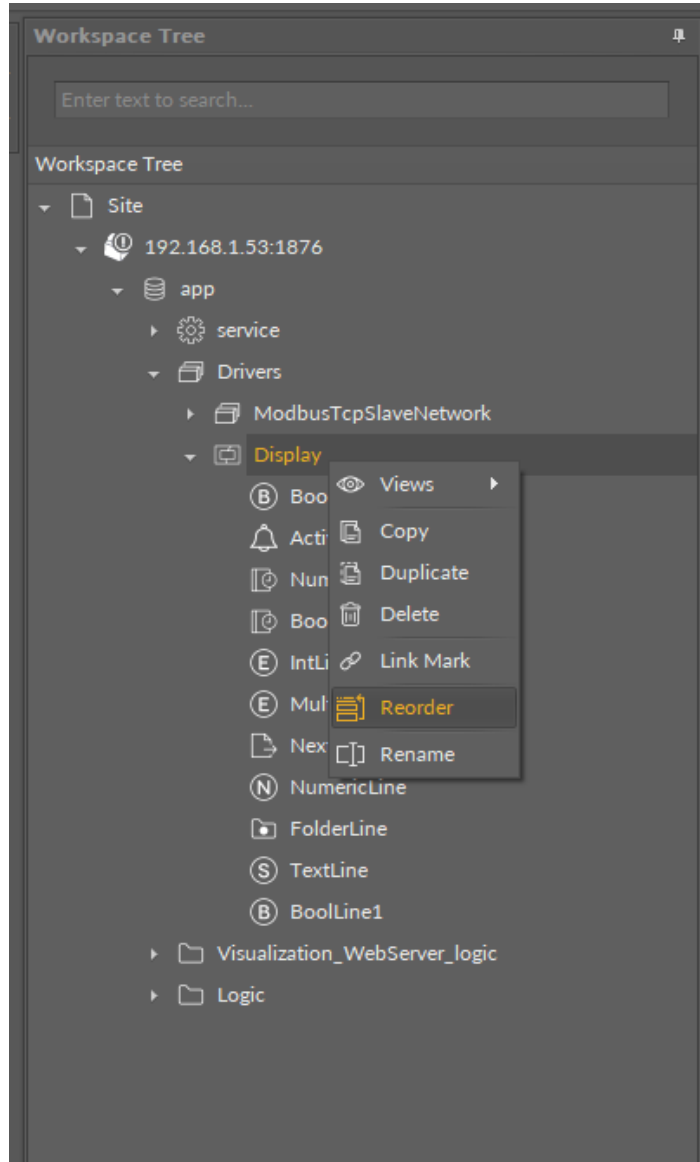 Workspace Tree
Enter text to search...
Workspace Tree
Site
192.168.1.53:1876
app
service
Drivers
ModbusTcpSlaveNetwork
Display
Views
B Boo
Acti
Copy
Num
Duplicate
Boo
Delete
E IntLi
Link Mark
E Mul
Reorder
Nex
Rename
N NumericLine
FolderLine
S TextLine
B BoolLine1
Visualization_WebServer_logic
Logic